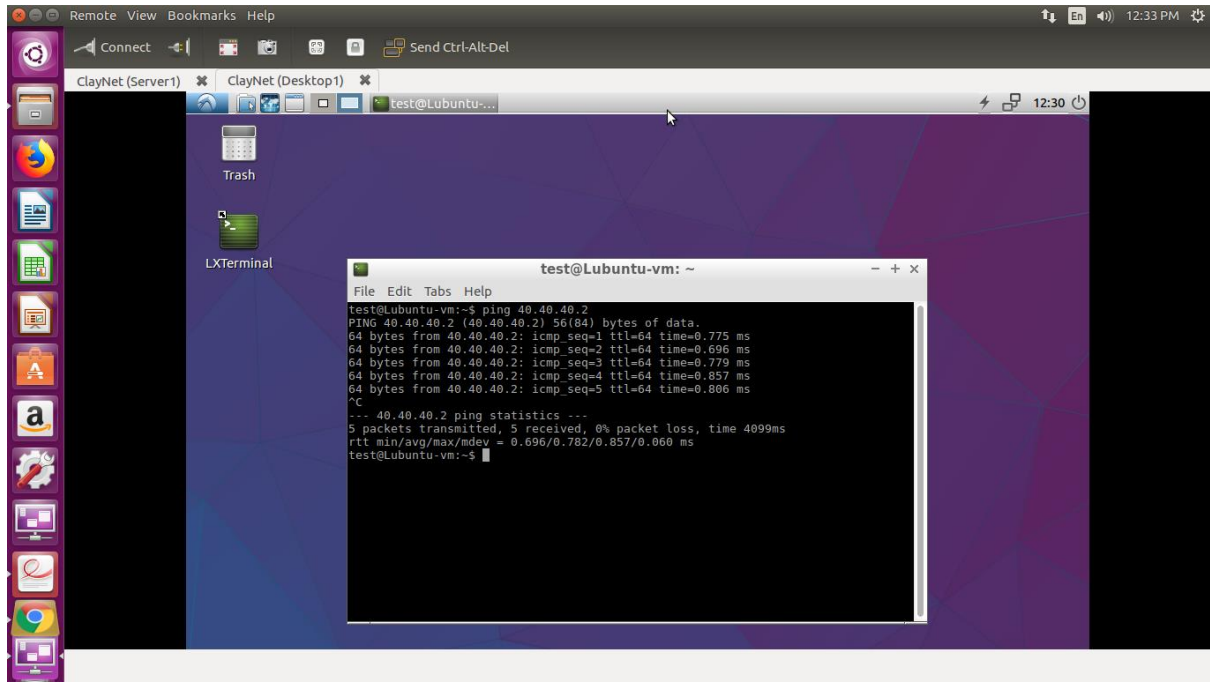 Remote View Bookmarks Help
En 12:33 PM
Connect Send Ctrl-Alt-Del
ClayNet (Server1) ClayNet (Desktop1)
test@Lubuntu-... 12:30
Trash
LXTerminal
test@Lubuntu-vm: ~
File Edit Tabs Help
test@Lubuntu-vm:~$ ping 40.40.40.2
PING 40.40.40.2 (40.40.40.2) 56(84) bytes of data.
64 bytes from 40.40.40.2: icmp_seq=1 ttl=64 time=0.775 ms
64 bytes from 40.40.40.2: icmp_seq=2 ttl=64 time=0.696 ms
64 bytes from 40.40.40.2: icmp_seq=3 ttl=64 time=0.779 ms
64 bytes from 40.40.40.2: icmp_seq=4 ttl=64 time=0.857 ms
64 bytes from 40.40.40.2: icmp_seq=5 ttl=64 time=0.806 ms
^C
--- 40.40.40.2 ping statistics ---
5 packets transmitted, 5 received, 0% packet loss, time 4099ms
rtt min/avg/max/mdev = 0.696/0.782/0.857/0.060 ms
test@Lubuntu-vm:~$